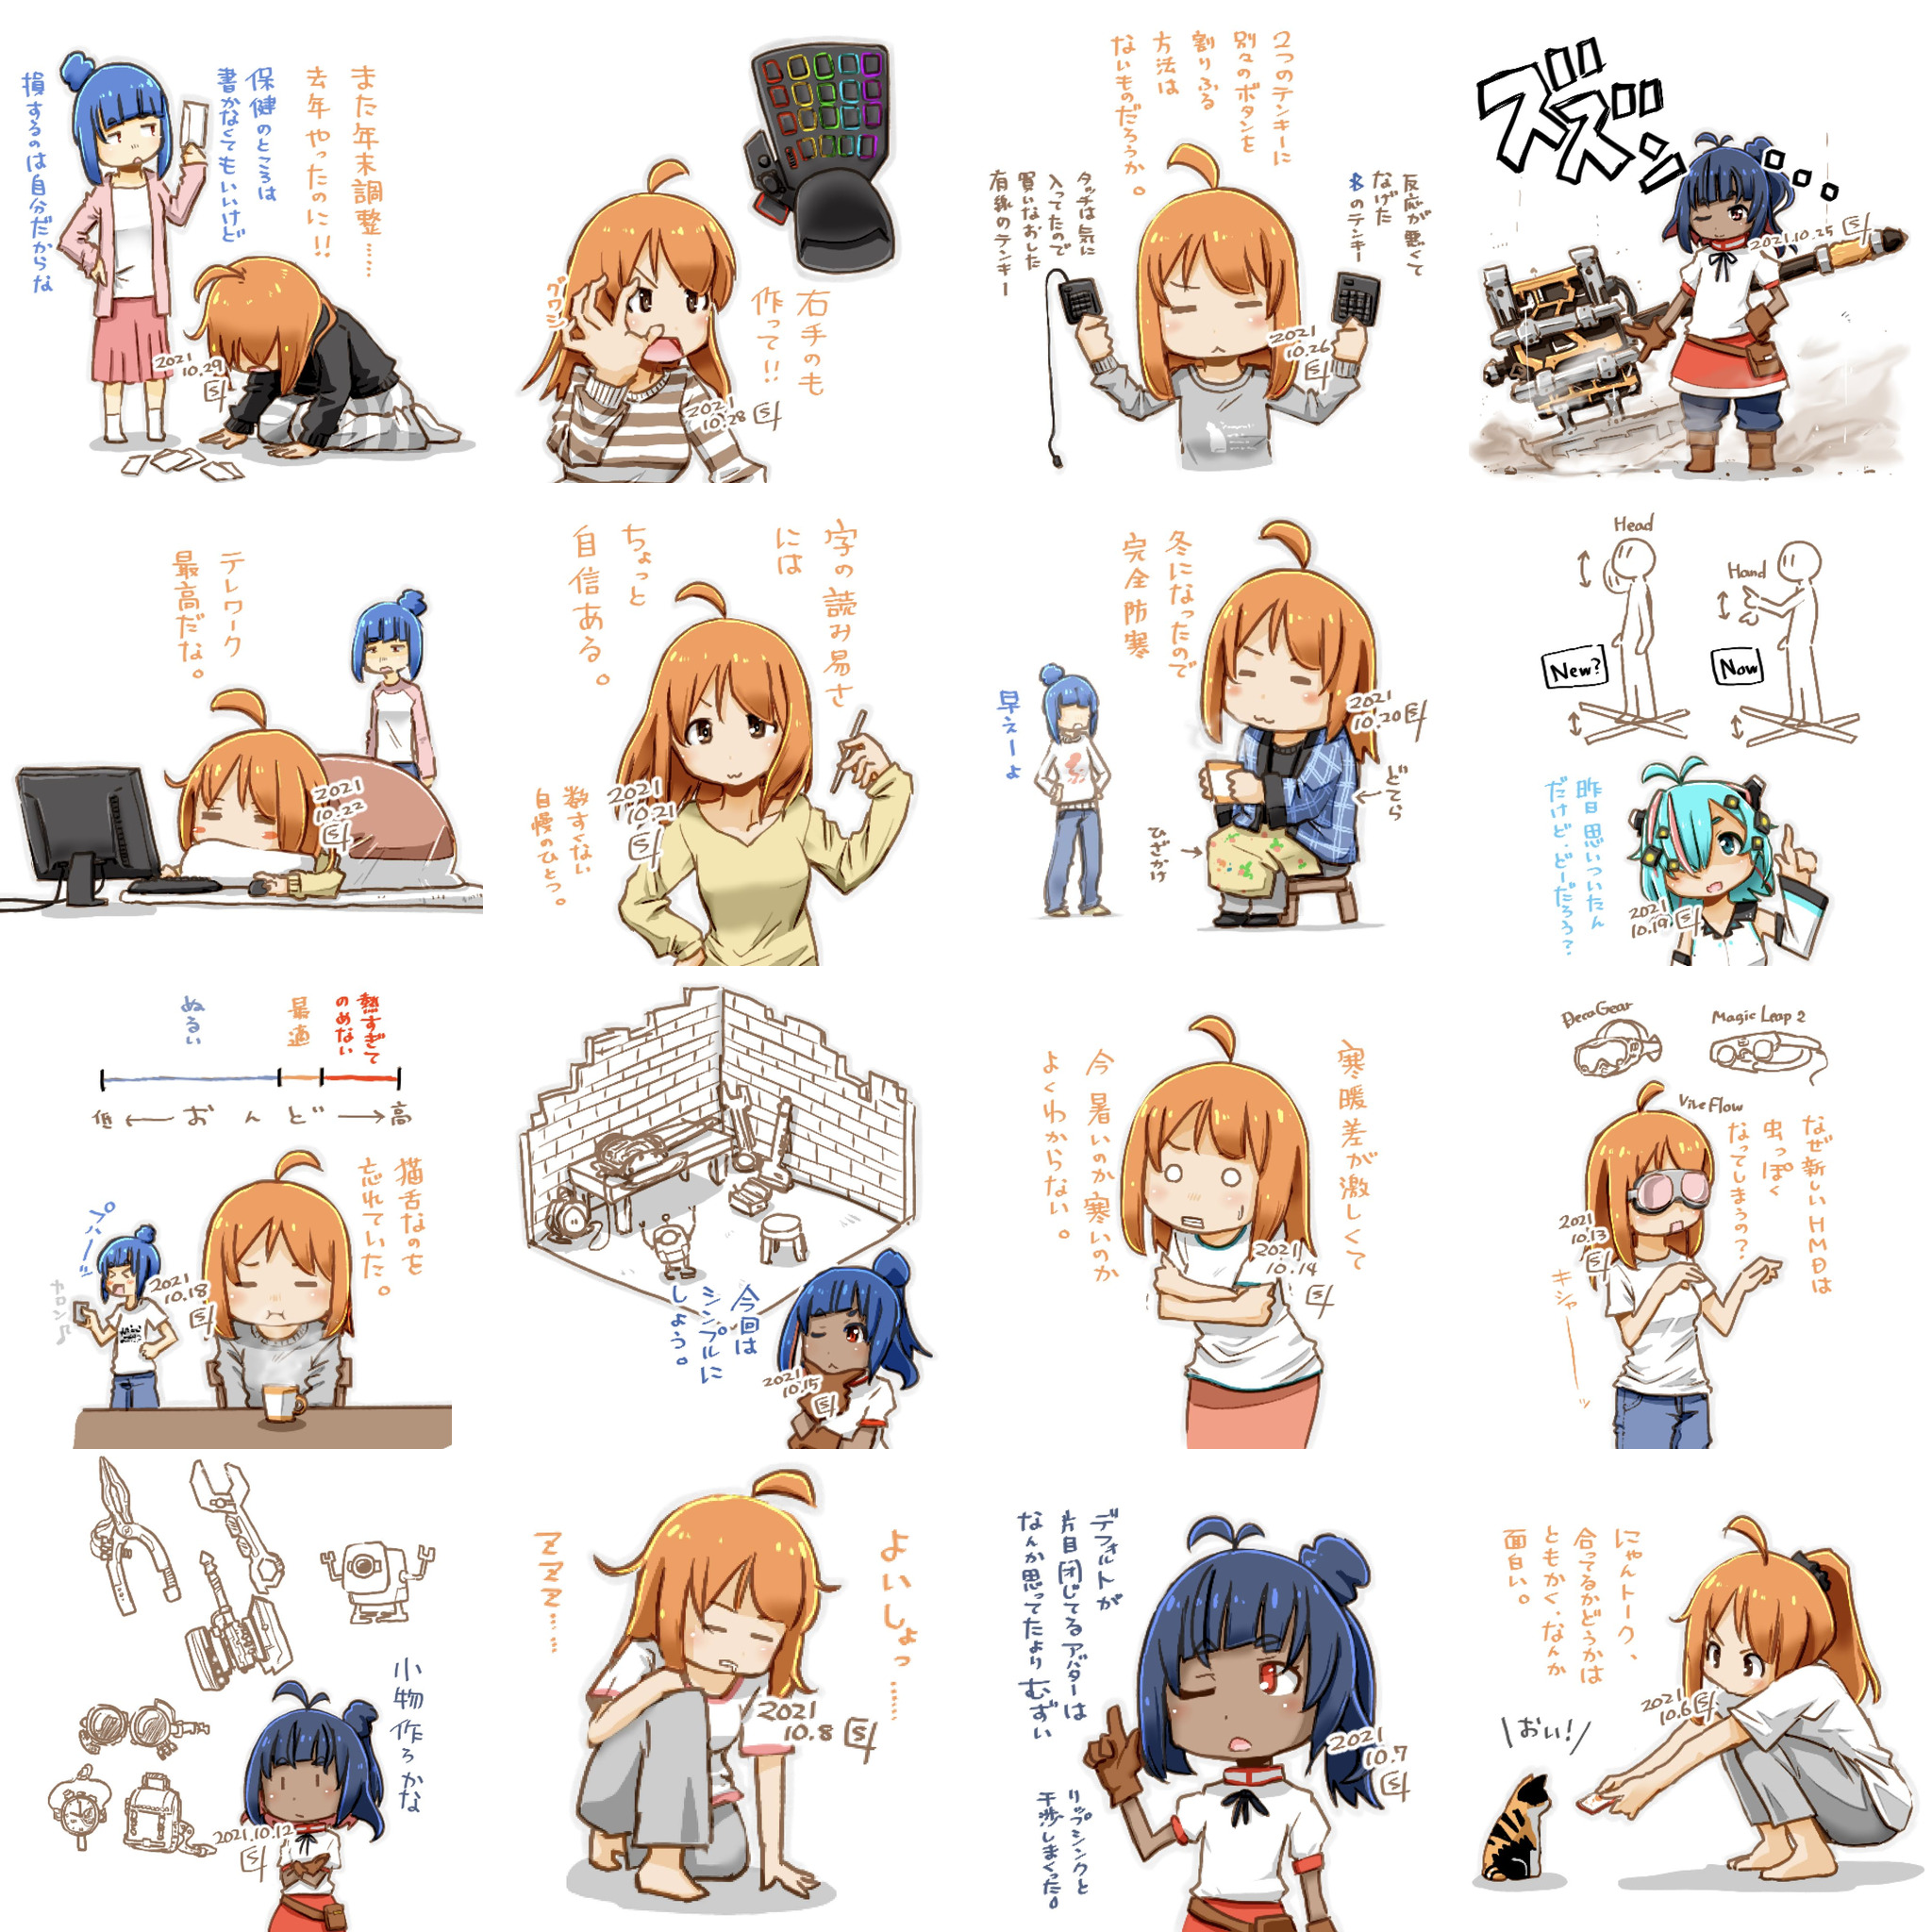 また年末調整……
去年やったのに!!
保健のところは
書かなくてもいいけど
損するのは自分だからな
2021
10.29
右手のも
作って!!
グワシ
2021
10.28
2つのテンキーに
別々のボタンを
割りふる
方法は
ないものだろうか。
反応が悪くて
なげた
のテンキー
タッチは気に
入ってたので
買いなおした
有線のテンキー
2021
10.26
ズズン
2021.10.25
テレワーク
最高だな。
2021
10.22
字の読み易さ
には
ちょっと
自信ある。
数すくない
自慢のひとつ。
2021
10.21
冬になったので
完全防寒
早えーよ
どてら
ひざかけ
2021
10.20
Head
Hand
New?
Now
昨日思いついたん
だけど、どーだろう?
2021
10.19
熱すぎて
のめない
最適
ぬるい
低←おんど→高
猫舌なのを
忘れていた。
プハーッ
カロン♪
2021
10.18
今回は
シンプルに
しよう。
2021
10.15
寒暖差が激しくて
今暑いのか寒いのか
よくわからない。
2021
10.14
DecaGear
Magic Leap 2
Vive Flow
なぜ新しいHMDは
虫っぽく
なってしまうの?
キシャーッ
2021
10.13
小物作ろかな
2021.10.12
よいしょっ……
ZZZZ……
2021
10.8
デフォルトが
片目閉じてるアバターは
なんか思ってたよりむずい
リップシンクと
干渉しまくった。
2021
10.7
にゃんトーク、
合ってるかどうかは
ともかく、なんか
面白い。
おい!
2021
10.6